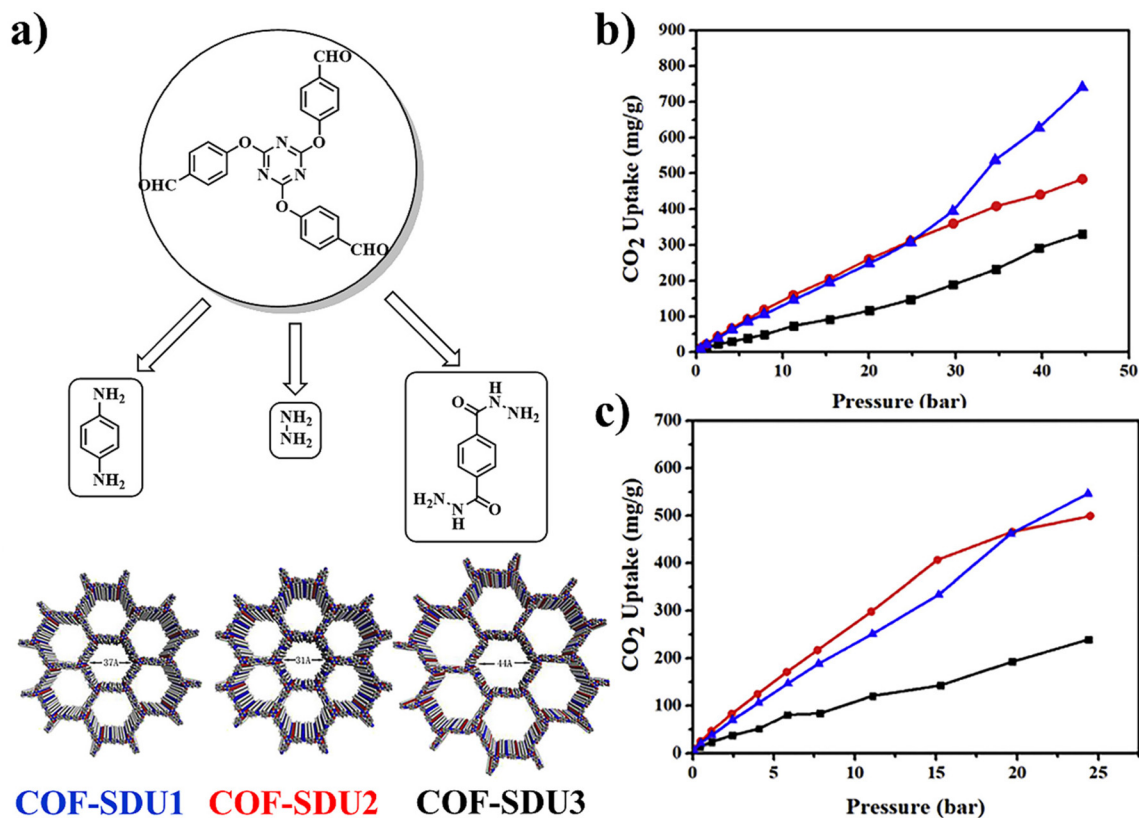 a)
CHO
O
N
N
N
O
O
OHC
CHO
NH2
NH2
NH2
NH2
H
O
N
NH2
H2N
N
O
H
37A
31A
44A
COF-SDU1
COF-SDU2
COF-SDU3
b)
CO2 Uptake (mg/g)
900
800
700
600
500
400
300
200
100
0
0
10
20
30
40
50
Pressure (bar)
c)
CO2 Uptake (mg/g)
700
600
500
400
300
200
100
0
0
5
10
15
20
25
Pressure (bar)